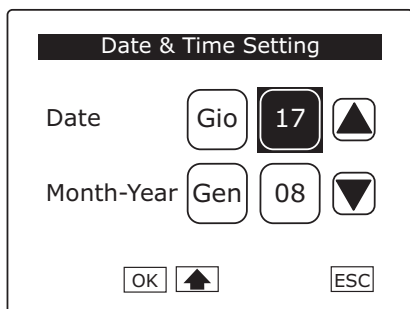 Date & Time Setting
Date Gio 17
Month-Year Gen 08
OK ESC